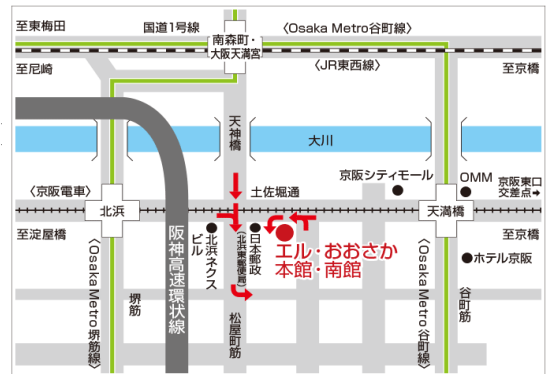 至東梅田
国道1号線
南森町・
大阪天満宮
〈Osaka Metro谷町線〉
至尼崎
〈JR東西線〉
至京橋
天神橋
大川
〈京阪電車〉
北浜
土佐堀通
京阪シティモール
OMM
京阪東口
交差点→
天満橋
至淀屋橋
〈Osaka Metro堺筋線〉
堺筋
阪神高速環状線
北浜ネクス
ビル
(北浜東郵便局)
日本郵政
エル・おおさか
本館・南館
至京橋
ホテル京阪
松屋町筋
〈Osaka Metro谷町線〉
谷町筋